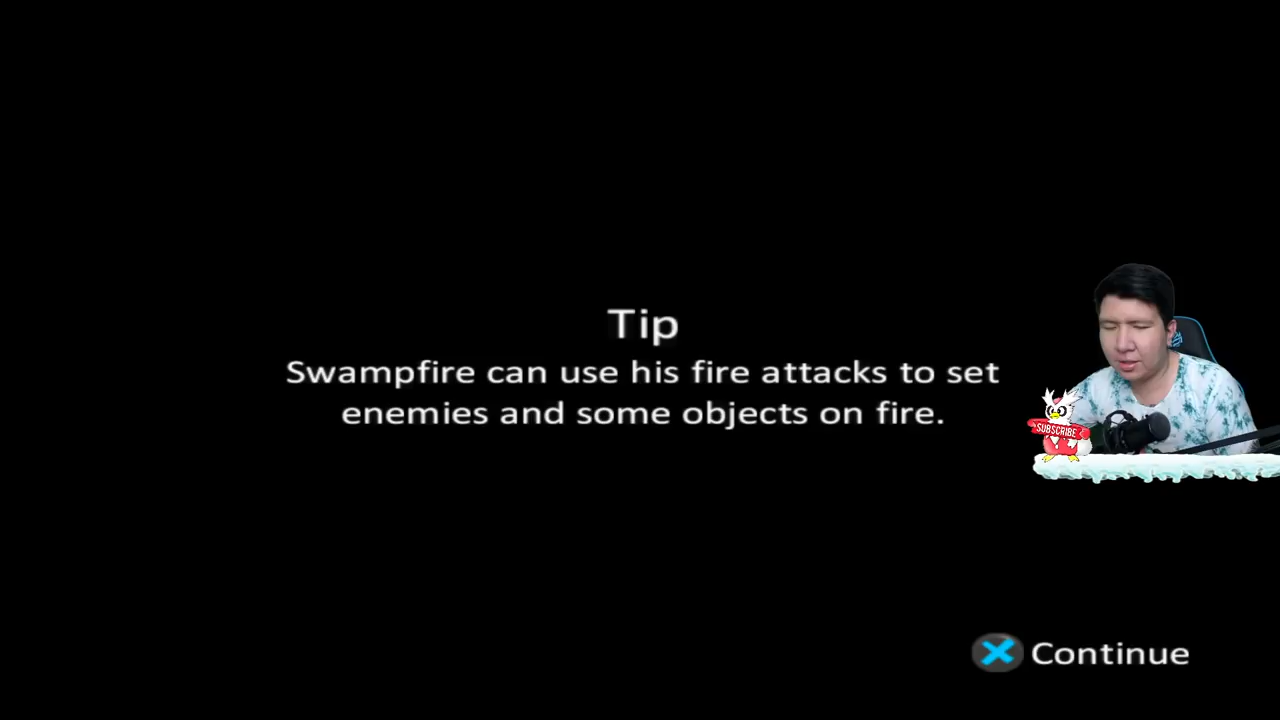 Tip
Swampfire can use his fire attacks to set
enemies and some objects on fire.
SUBSCRIBE
Continue